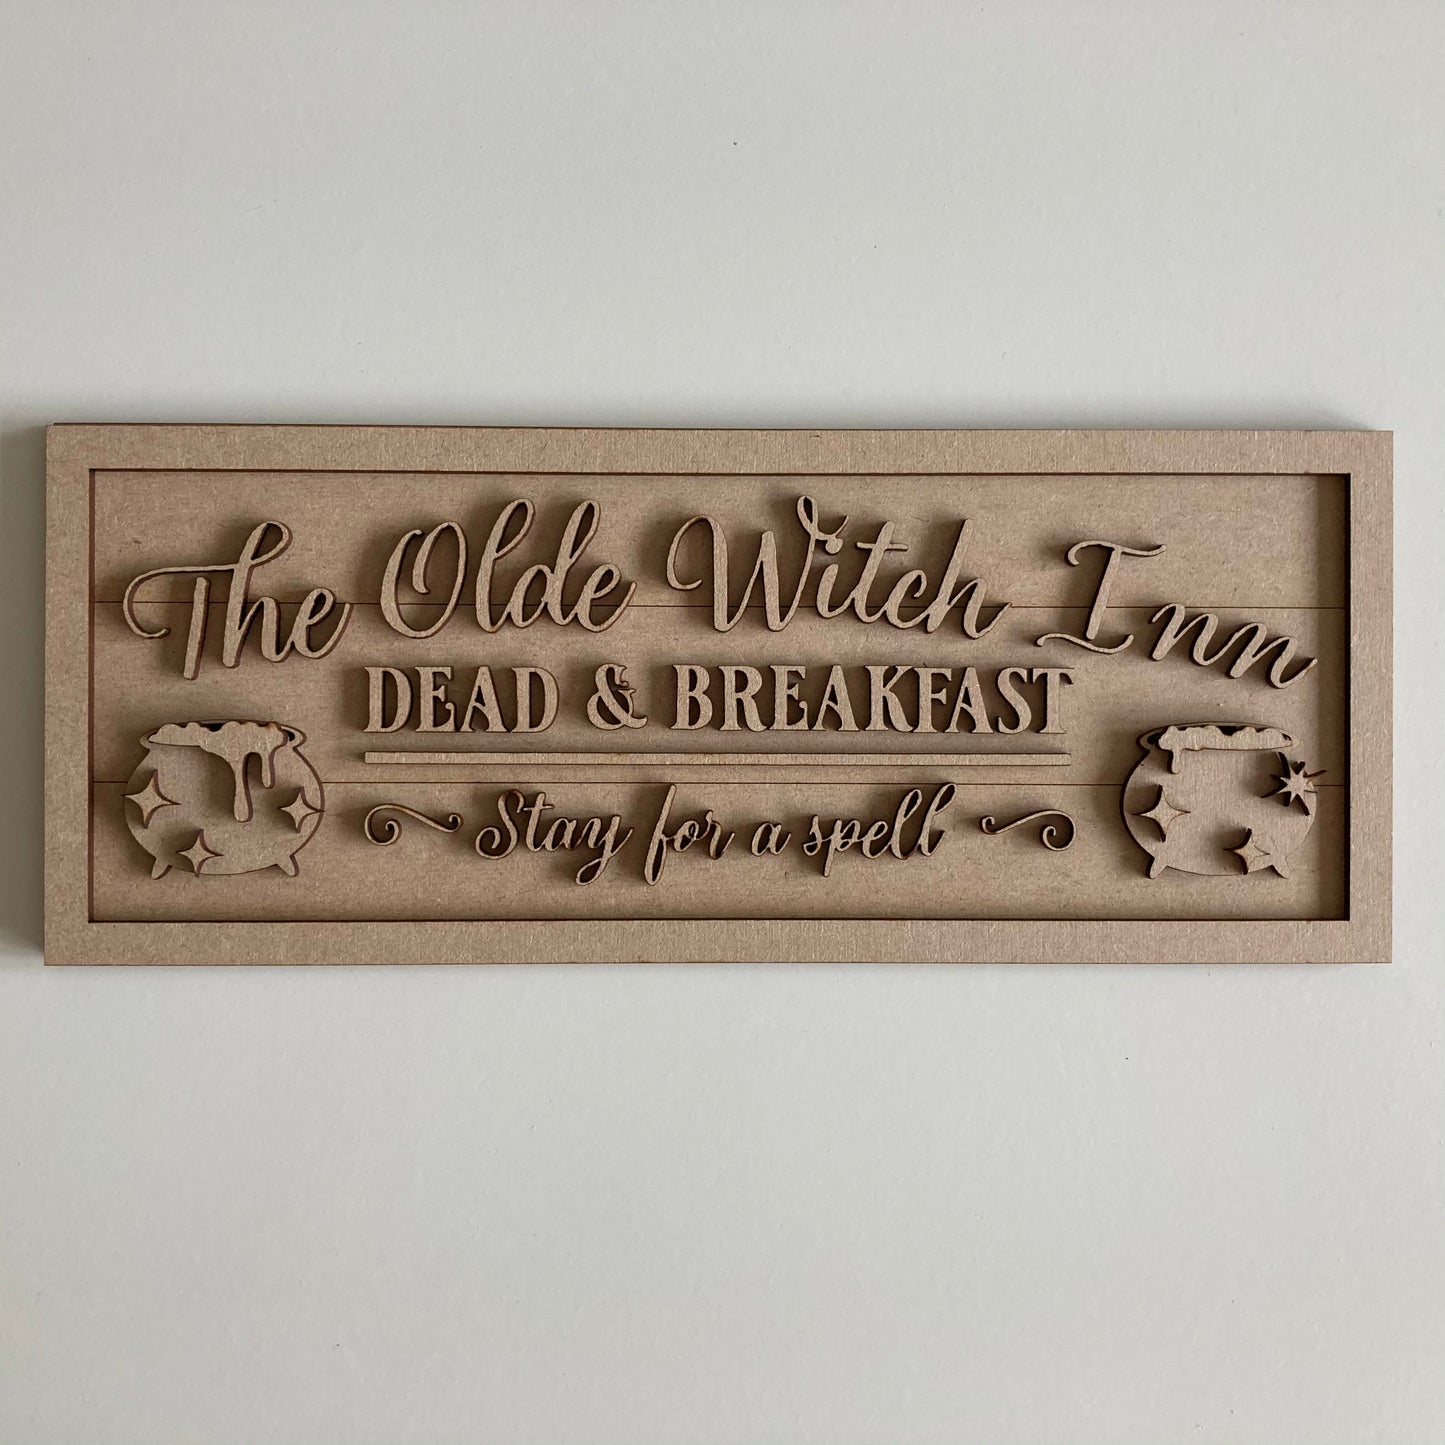 The Olde Witch Inn
DEAD & BREAKFAST
Stay for a spell